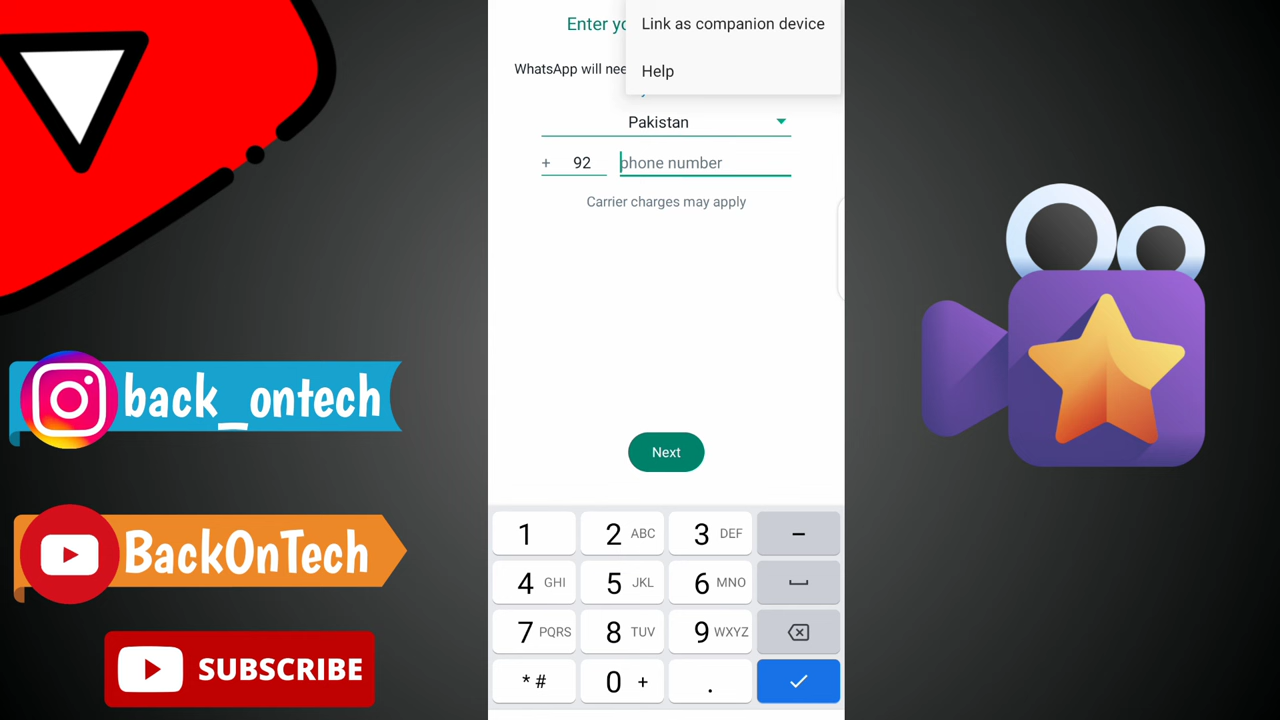 Enter yo
Link as companion device
WhatsApp will nee
Help
Pakistan
+ 92 phone number
Carrier charges may apply
Next
1 2 ABC 3 DEF –
4 GHI 5 JKL 6 MNO
7 PQRS 8 TUV 9 WXYZ
* # 0 + .
back_ontech
BackOnTech
SUBSCRIBE